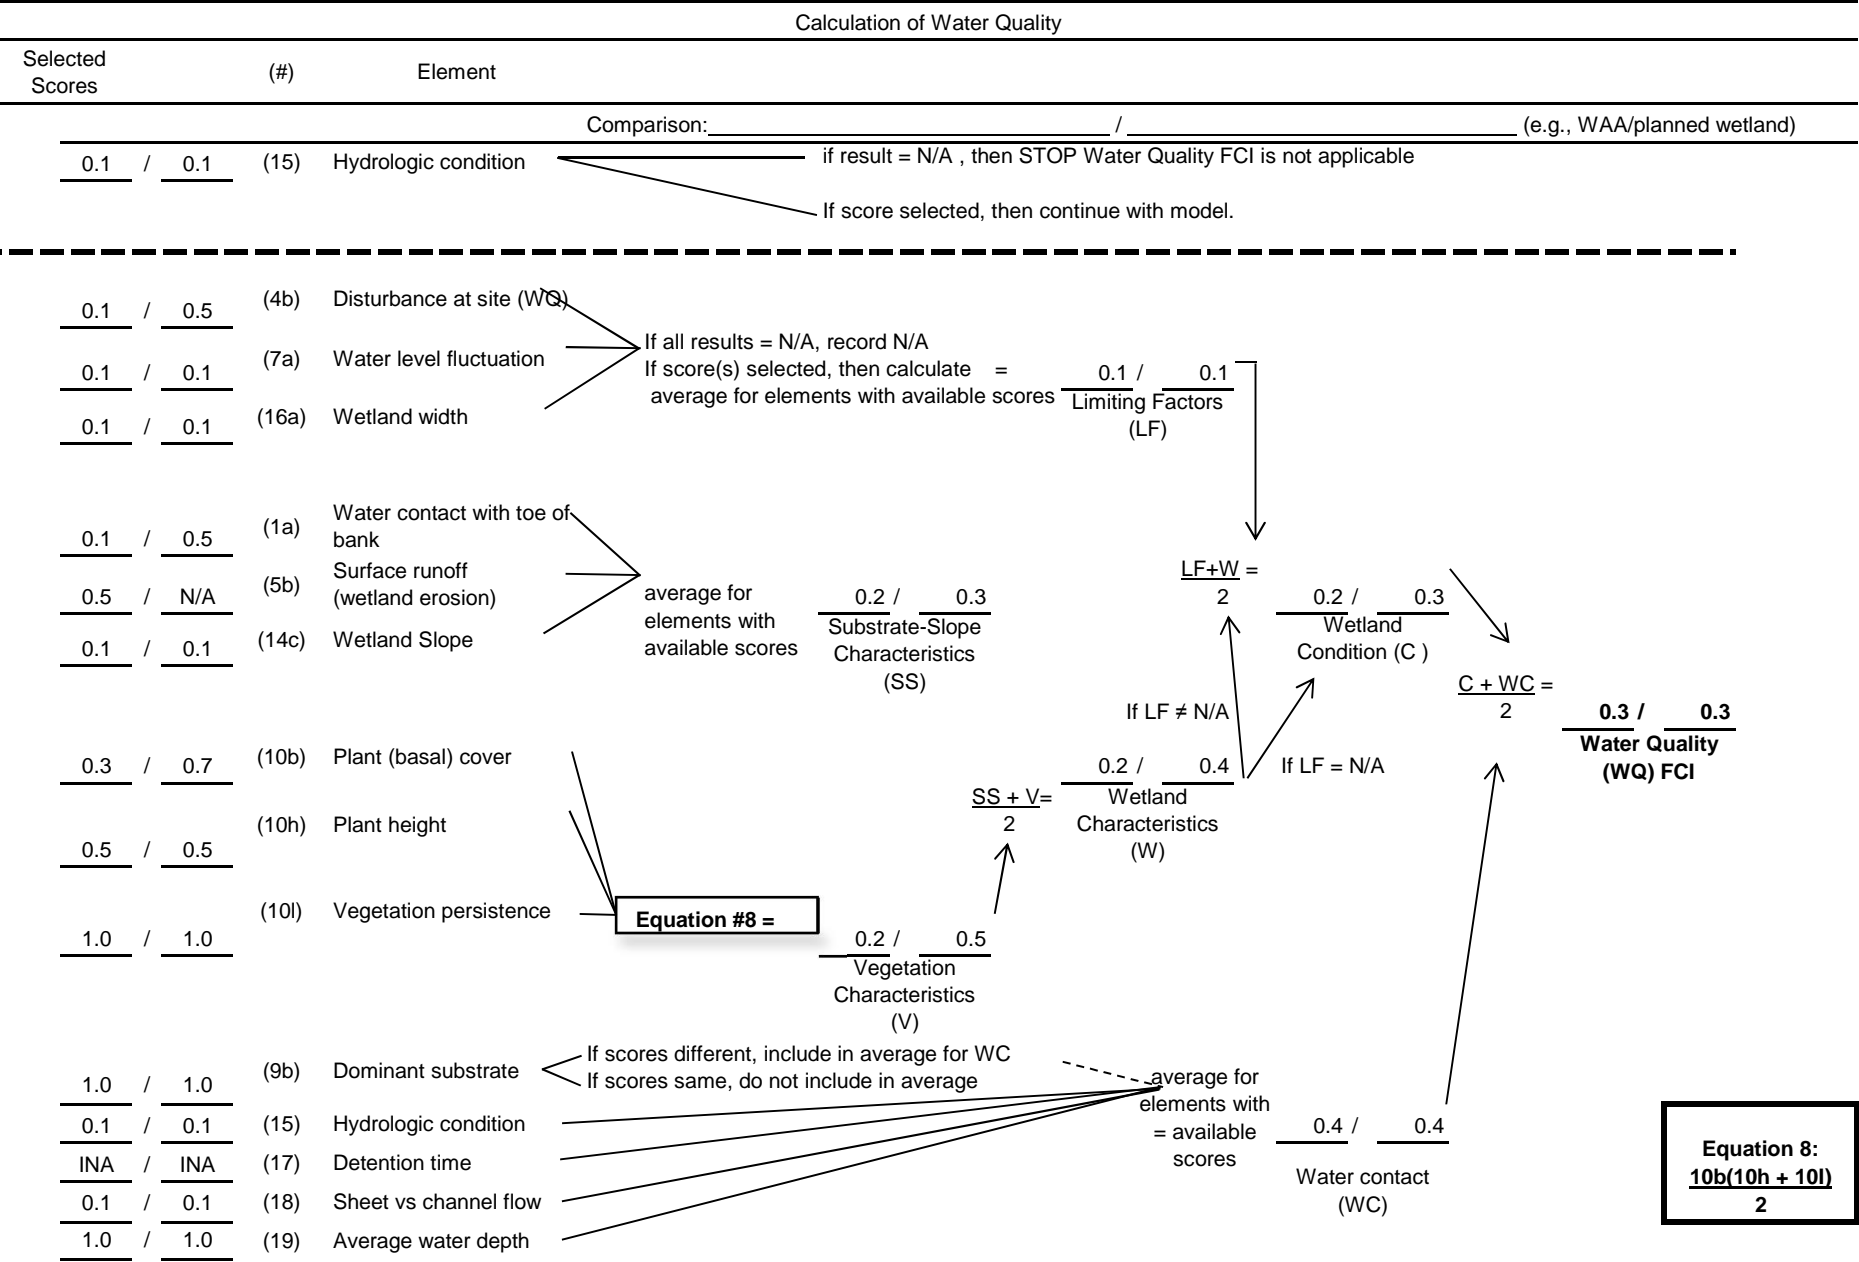 Calculation of Water Quality
Selected
Scores
(#)
Element
Comparison: / (e.g., WAA/planned wetland)
0.1 / 0.1 (15) Hydrologic condition
if result = N/A , then STOP Water Quality FCI is not applicable
If score selected, then continue with model.
0.1 / 0.5 (4b) Disturbance at site (WQ)
0.1 / 0.1 (7a) Water level fluctuation
0.1 / 0.1 (16a) Wetland width
If all results = N/A, record N/A
If score(s) selected, then calculate =
average for elements with available scores
0.1 / 0.1
Limiting Factors
(LF)
0.1 / 0.5 (1a) Water contact with toe of
bank
0.5 / N/A (5b) Surface runoff
(wetland erosion)
0.1 / 0.1 (14c) Wetland Slope
average for
elements with
available scores
0.2 / 0.3
Substrate-Slope
Characteristics
(SS)
LF+W =
2
0.2 / 0.3
Wetland
Condition (C )
C + WC =
2
0.3 / 0.3
Water Quality
(WQ) FCI
If LF ≠ N/A
If LF = N/A
0.3 / 0.7 (10b) Plant (basal) cover
0.5 / 0.5 (10h) Plant height
1.0 / 1.0 (10l) Vegetation persistence
SS + V=
2
0.2 / 0.4
Wetland
Characteristics
(W)
Equation #8 =
0.2 / 0.5
Vegetation
Characteristics
(V)
1.0 / 1.0 (9b) Dominant substrate
If scores different, include in average for WC
If scores same, do not include in average
0.1 / 0.1 (15) Hydrologic condition
INA / INA (17) Detention time
0.1 / 0.1 (18) Sheet vs channel flow
1.0 / 1.0 (19) Average water depth
average for
elements with
= available
scores
0.4 / 0.4
Water contact
(WC)
Equation 8:
10b(10h + 10l)
2